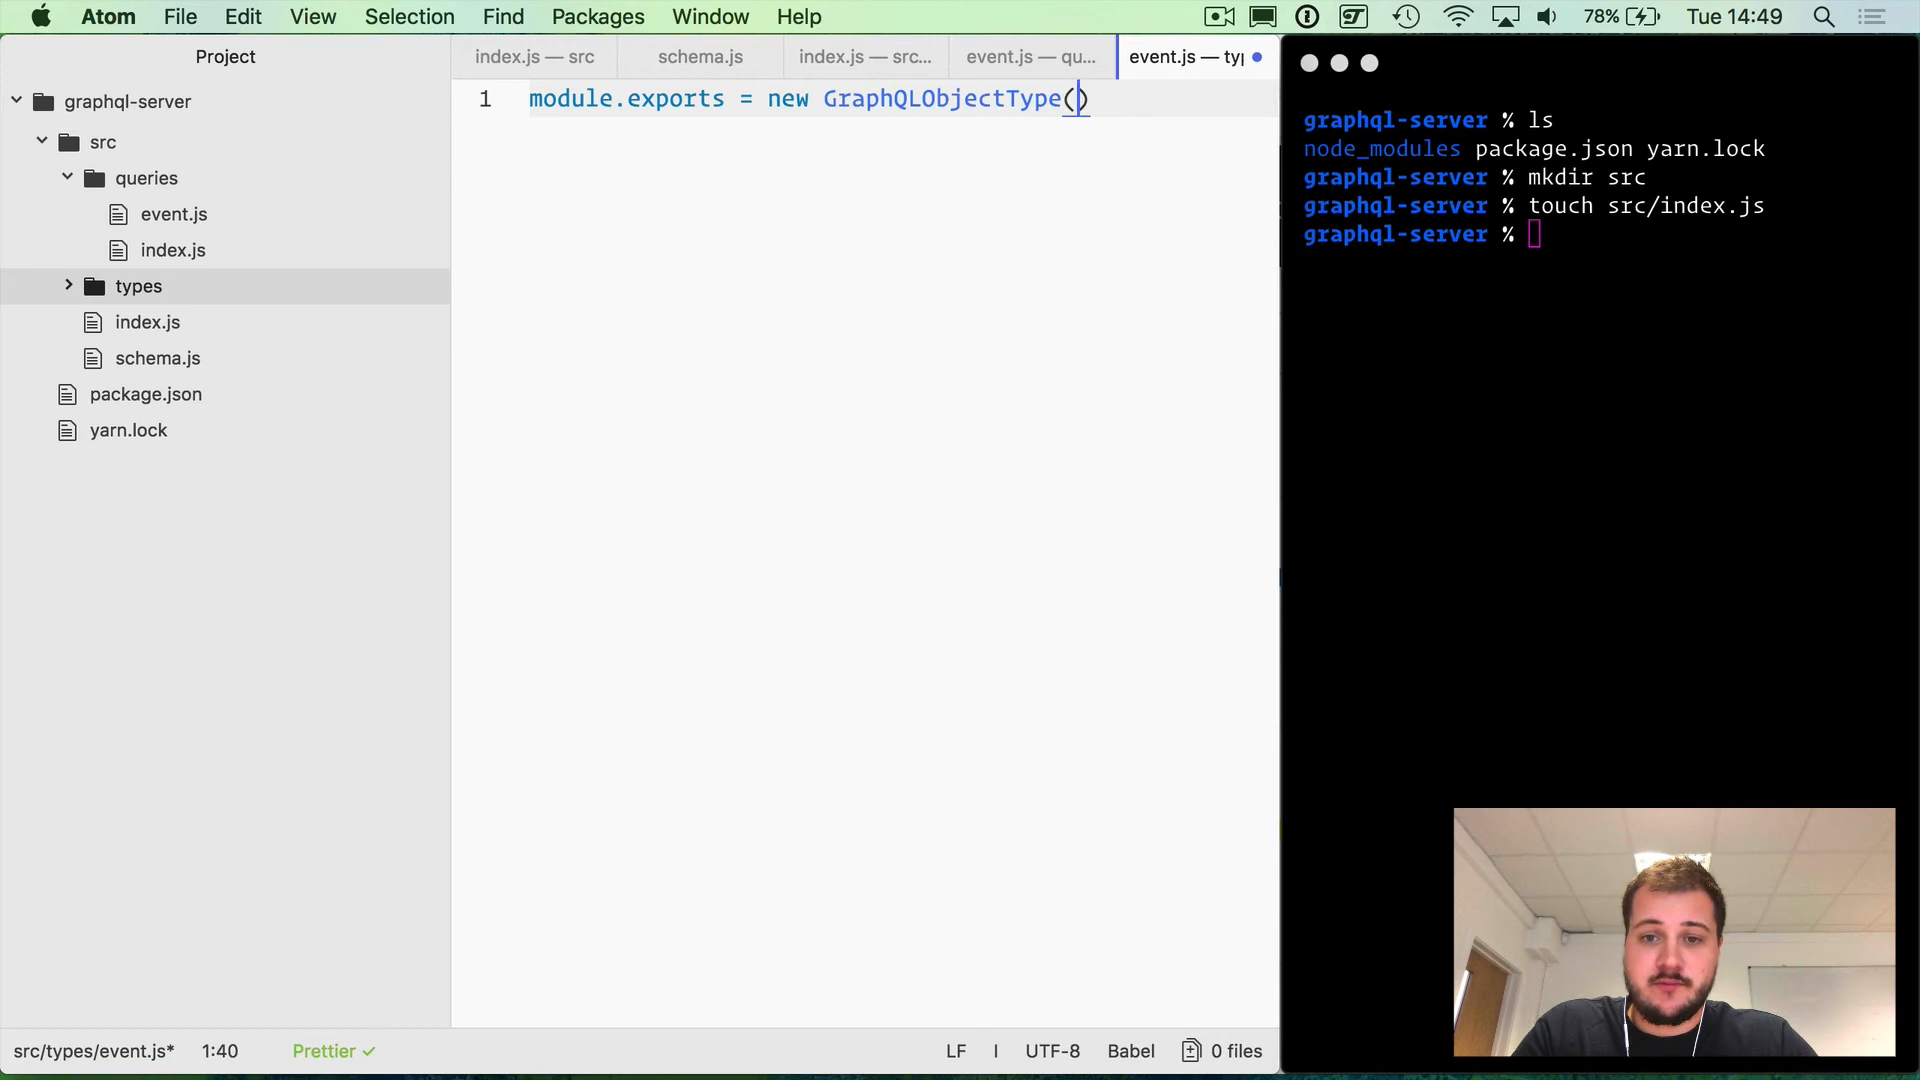 Atom File Edit View Selection Find Packages Window Help 78% Tue 14:49
Project
index.js — src schema.js index.js — src... event.js — qu... event.js — ty
graphql-server
src
queries
event.js
index.js
types
index.js
schema.js
package.json
yarn.lock
1 module.exports = new GraphQLObjectType()
graphql-server % ls
node_modules package.json yarn.lock
graphql-server % mkdir src
graphql-server % touch src/index.js
graphql-server %
src/types/event.js* 1:40 Prettier ✓ LF I UTF-8 Babel 0 files